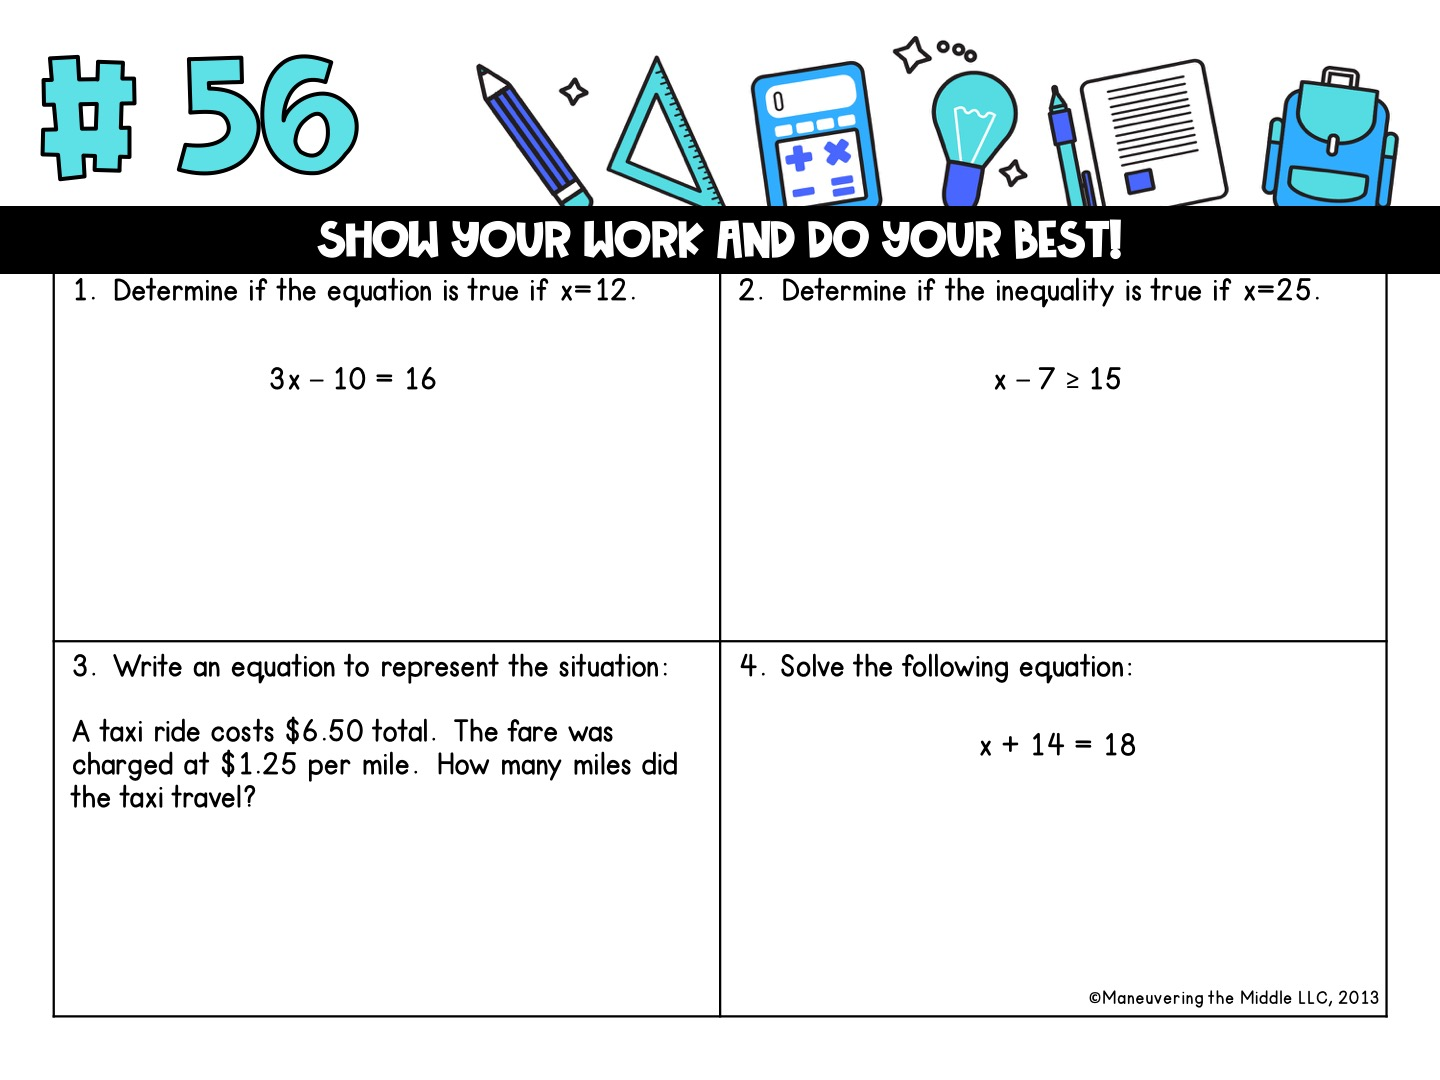 # 56
0
SHOW YOUR WORK AND DO YOUR BEST!
1. Determine if the equation is true if x=12.
3x – 10 = 16
2. Determine if the inequality is true if x=25.
x – 7 ≥ 15
3. Write an equation to represent the situation:
A taxi ride costs $6.50 total. The fare was
charged at $1.25 per mile. How many miles did
the taxi travel?
4. Solve the following equation:
x + 14 = 18
©Maneuvering the Middle LLC, 2013